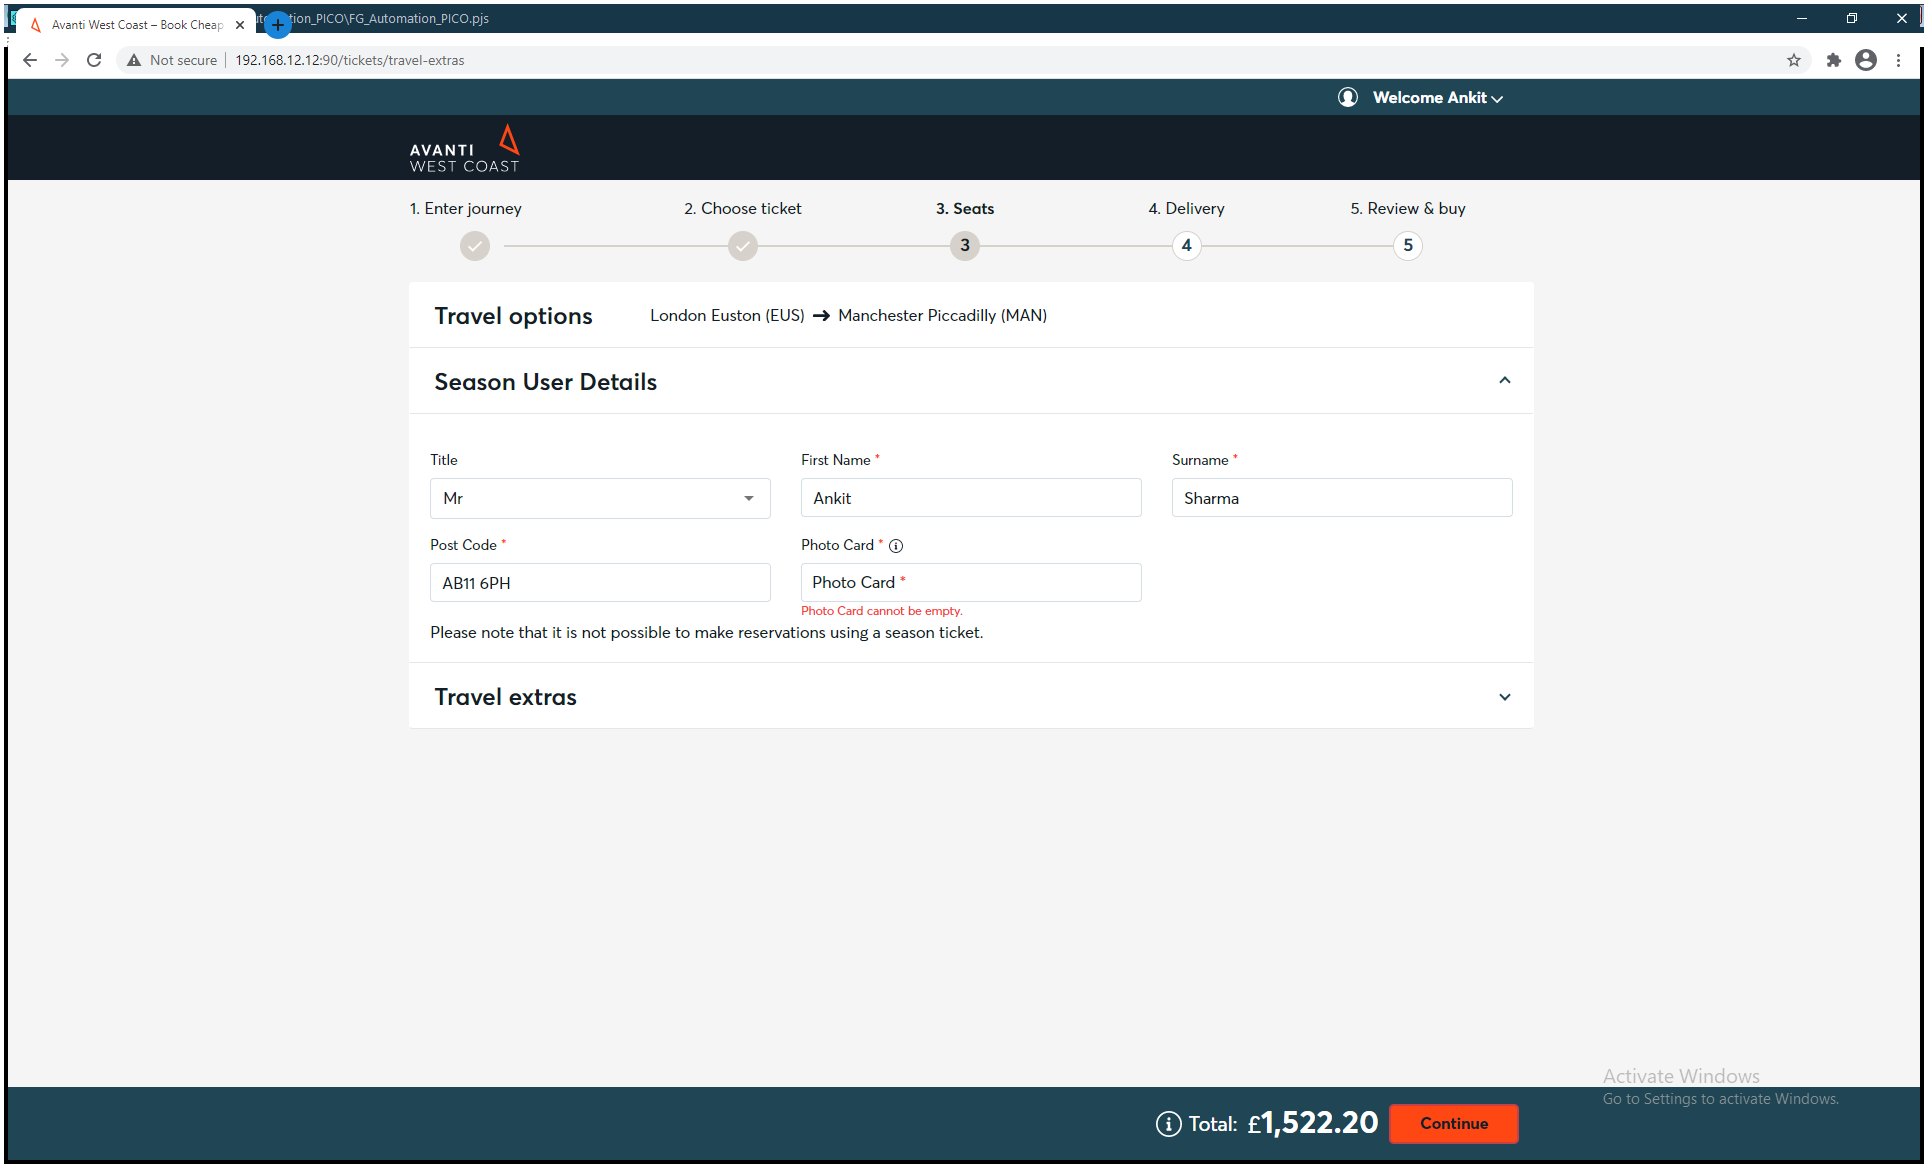 Avanti West Coast – Book Cheap
ion_PICO\FG_Automation_PICO.pjs
Not secure
192.168.12.12:90/tickets/travel-extras
Welcome Ankit
AVANTI
WEST COAST
1. Enter journey
2. Choose ticket
3. Seats
4. Delivery
5. Review & buy
3
4
5
Travel options
London Euston (EUS) → Manchester Piccadilly (MAN)
Season User Details
Title
First Name *
Surname *
Mr
Ankit
Sharma
Post Code *
Photo Card *
AB11 6PH
Photo Card *
Photo Card cannot be empty.
Please note that it is not possible to make reservations using a season ticket.
Travel extras
Activate Windows
Go to Settings to activate Windows.
Total: £1,522.20
Continue